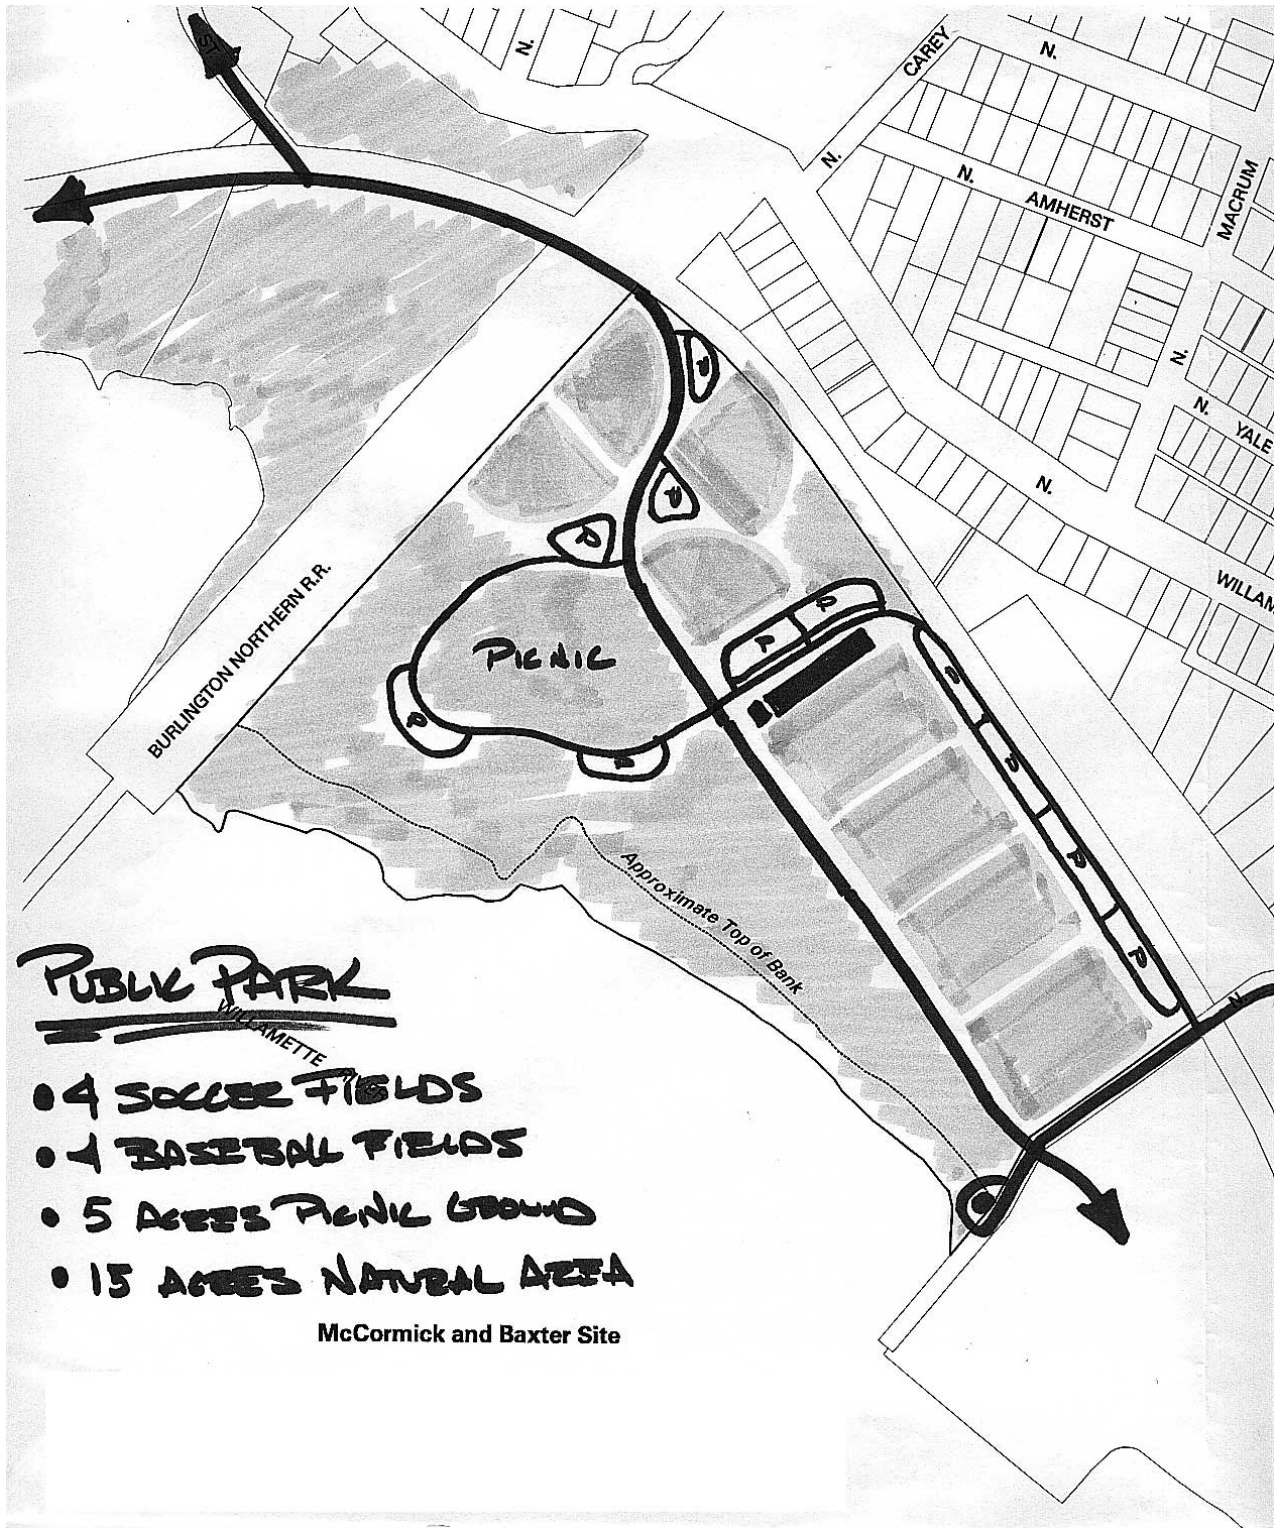 ST
N.
CAREY
N.
N.
N.
AMHERST
MACRUM
N.
N.
YALE
N.
WILLAM
P
P
P
P
P
PICNIC
P
P
P
P
P
P
P
BURLINGTON NORTHERN R.R.
Approximate Top of Bank
N.
PUBLIC PARK
WILLAMETTE
• 4 SOCCER FIELDS
• 4 BASEBALL FIELDS
• 5 ACRES PICNIC GROUND
• 15 ACRES NATURAL AREA
McCormick and Baxter Site